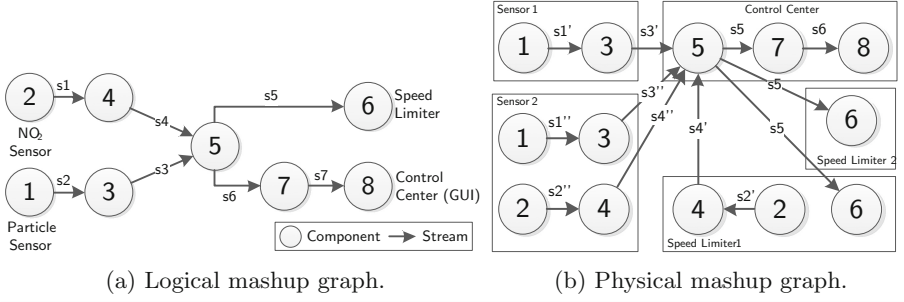 2
s1
4
NO₂
Sensor
s4
1
s2
3
Particle
Sensor
s3
5
s5
6
Speed
Limiter
s6
7
s7
8
Control
Center (GUI)
Component
Stream
(a) Logical mashup graph.
Sensor 1
1
s1'
3
s3'
Control Center
5
s5
7
s6
8
Sensor 2
1
s1''
3
s3''
2
s2''
4
s4''
s5
6
Speed Limiter 2
s5
s4'
4
s2'
2
6
Speed Limiter1
(b) Physical mashup graph.